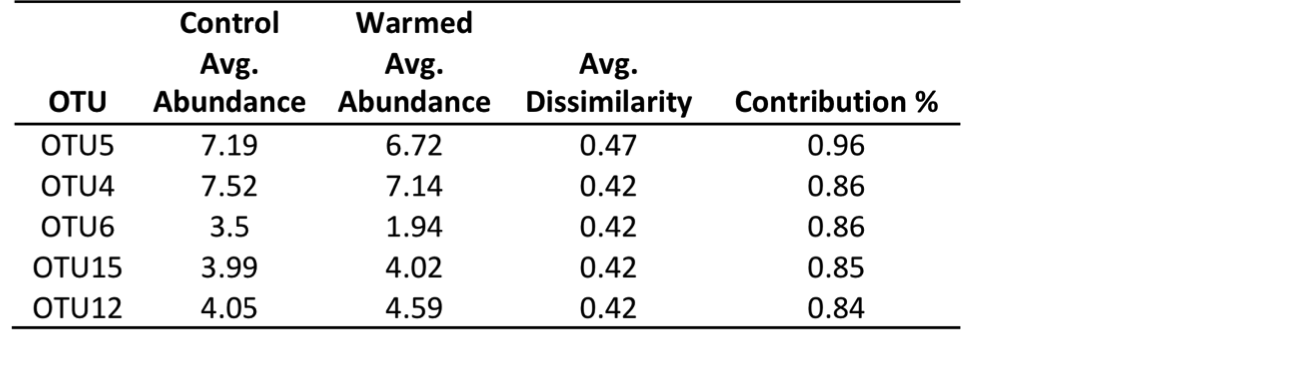 Control Warmed
Avg. Avg. Avg.
OTU Abundance Abundance Dissimilarity Contribution %
OTU5 7.19 6.72 0.47 0.96
OTU4 7.52 7.14 0.42 0.86
OTU6 3.5 1.94 0.42 0.86
OTU15 3.99 4.02 0.42 0.85
OTU12 4.05 4.59 0.42 0.84